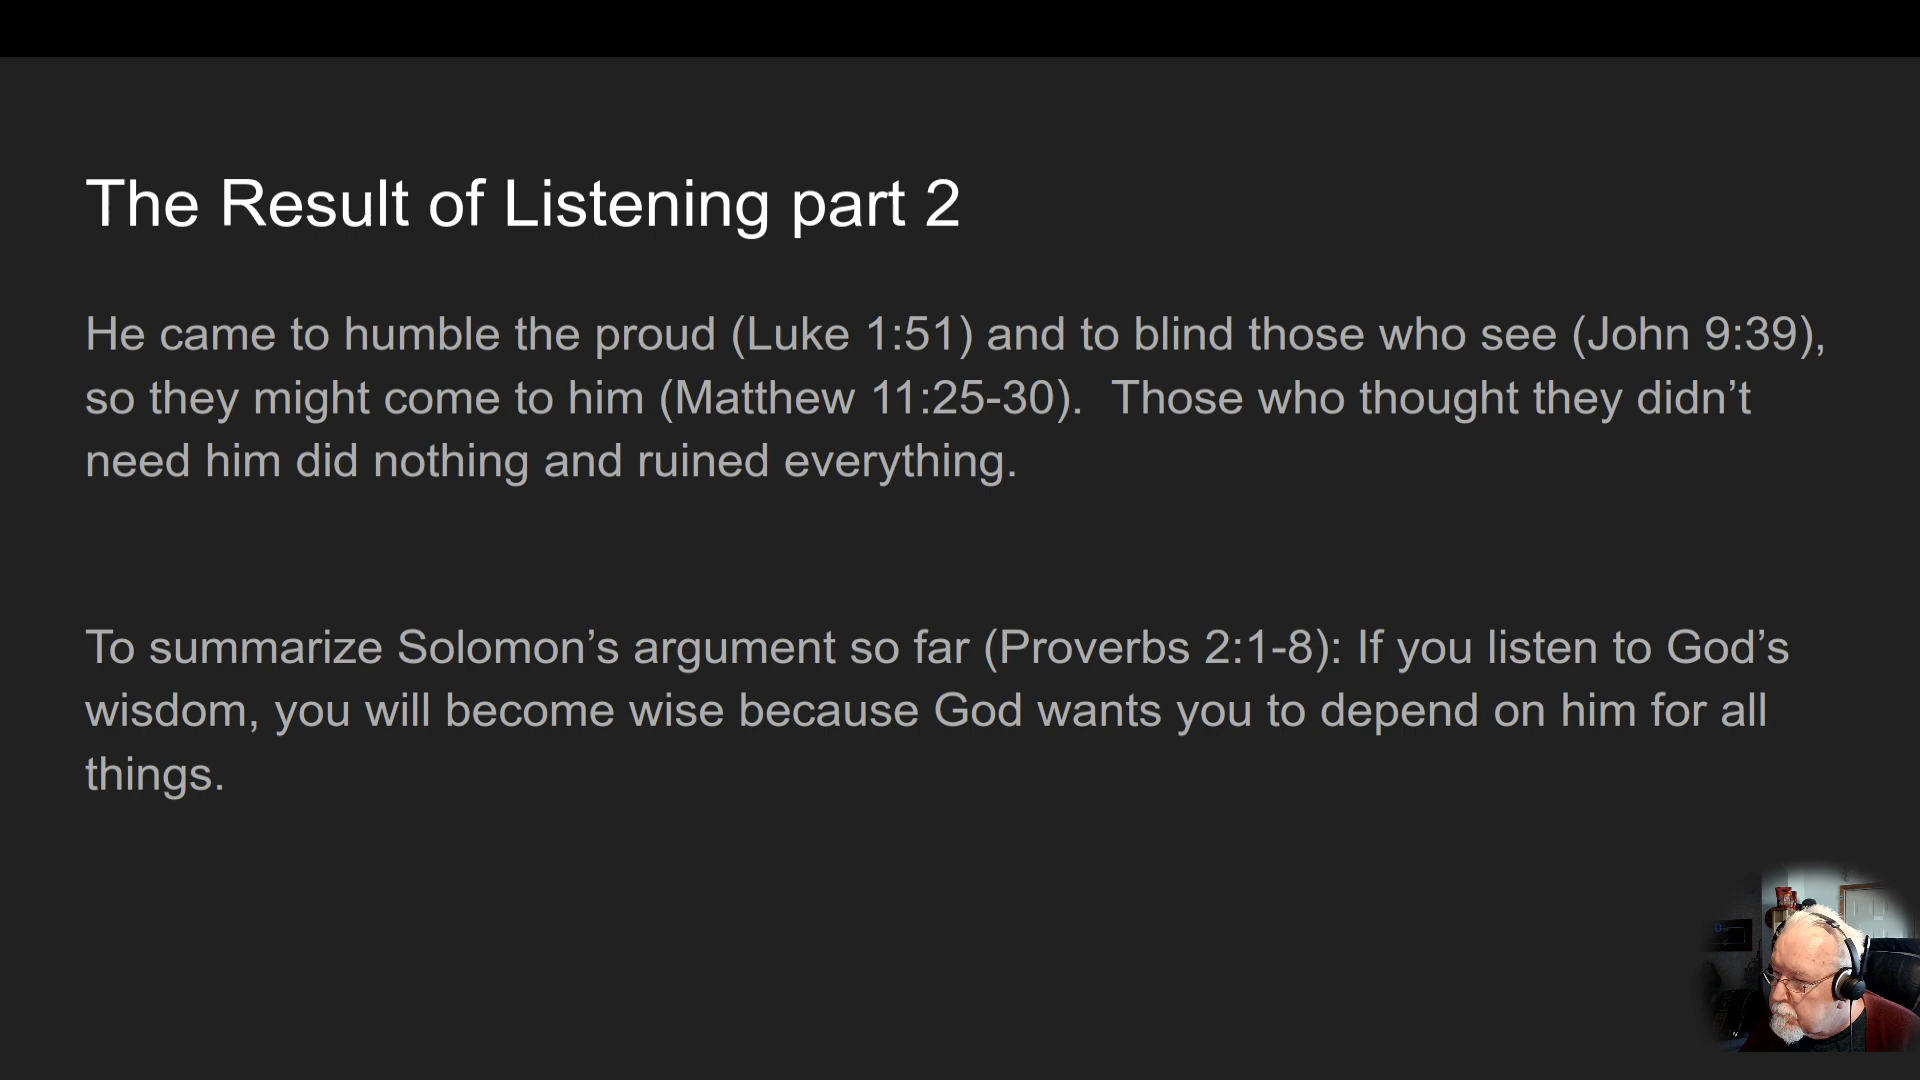 The Result of Listening part 2
He came to humble the proud (Luke 1:51) and to blind those who see (John 9:39),
so they might come to him (Matthew 11:25-30).  Those who thought they didn’t
need him did nothing and ruined everything.
To summarize Solomon’s argument so far (Proverbs 2:1-8): If you listen to God’s
wisdom, you will become wise because God wants you to depend on him for all
things.